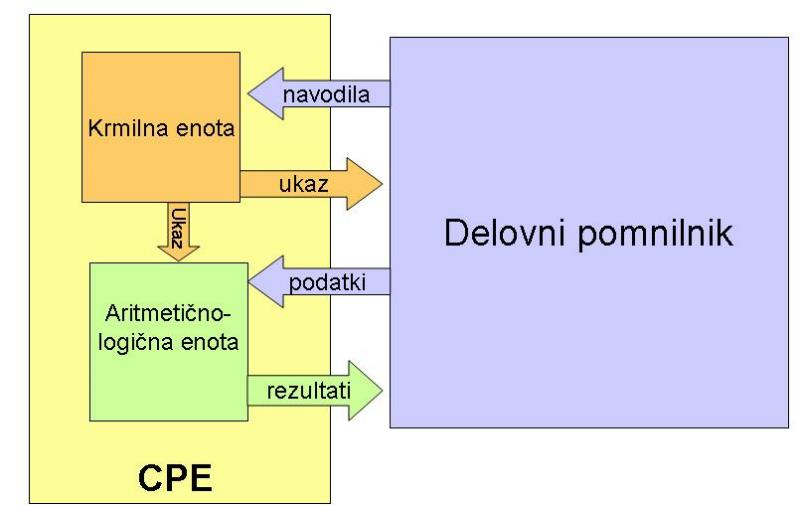 navodila
Krmilna enota
ukaz
Ukaz
Delovni pomnilnik
podatki
Aritmetično-
logična enota
rezultati
CPE